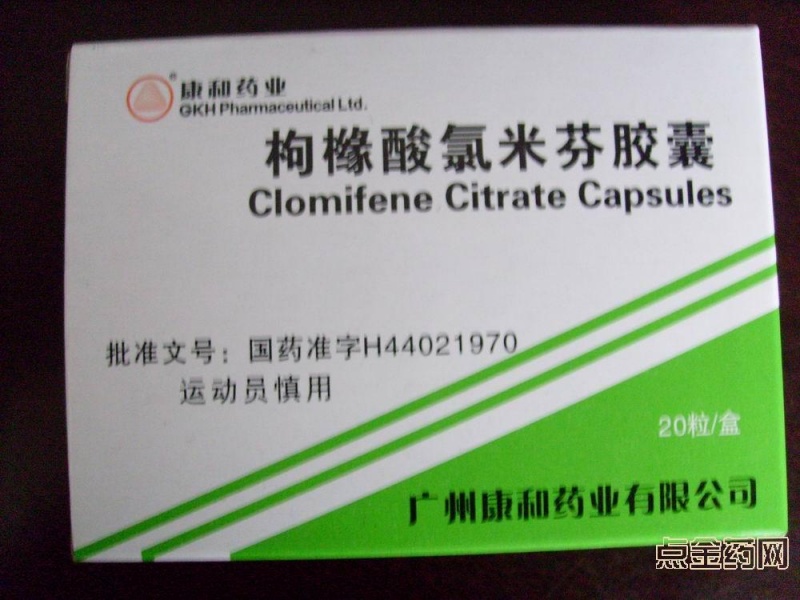 ®康和药业
GKH Pharmaceutical Ltd.
枸橼酸氯米芬胶囊
Clomifene Citrate Capsules
批准文号：国药准字H44021970
运动员慎用
20粒/盒
广州康和药业有限公司
点金药网